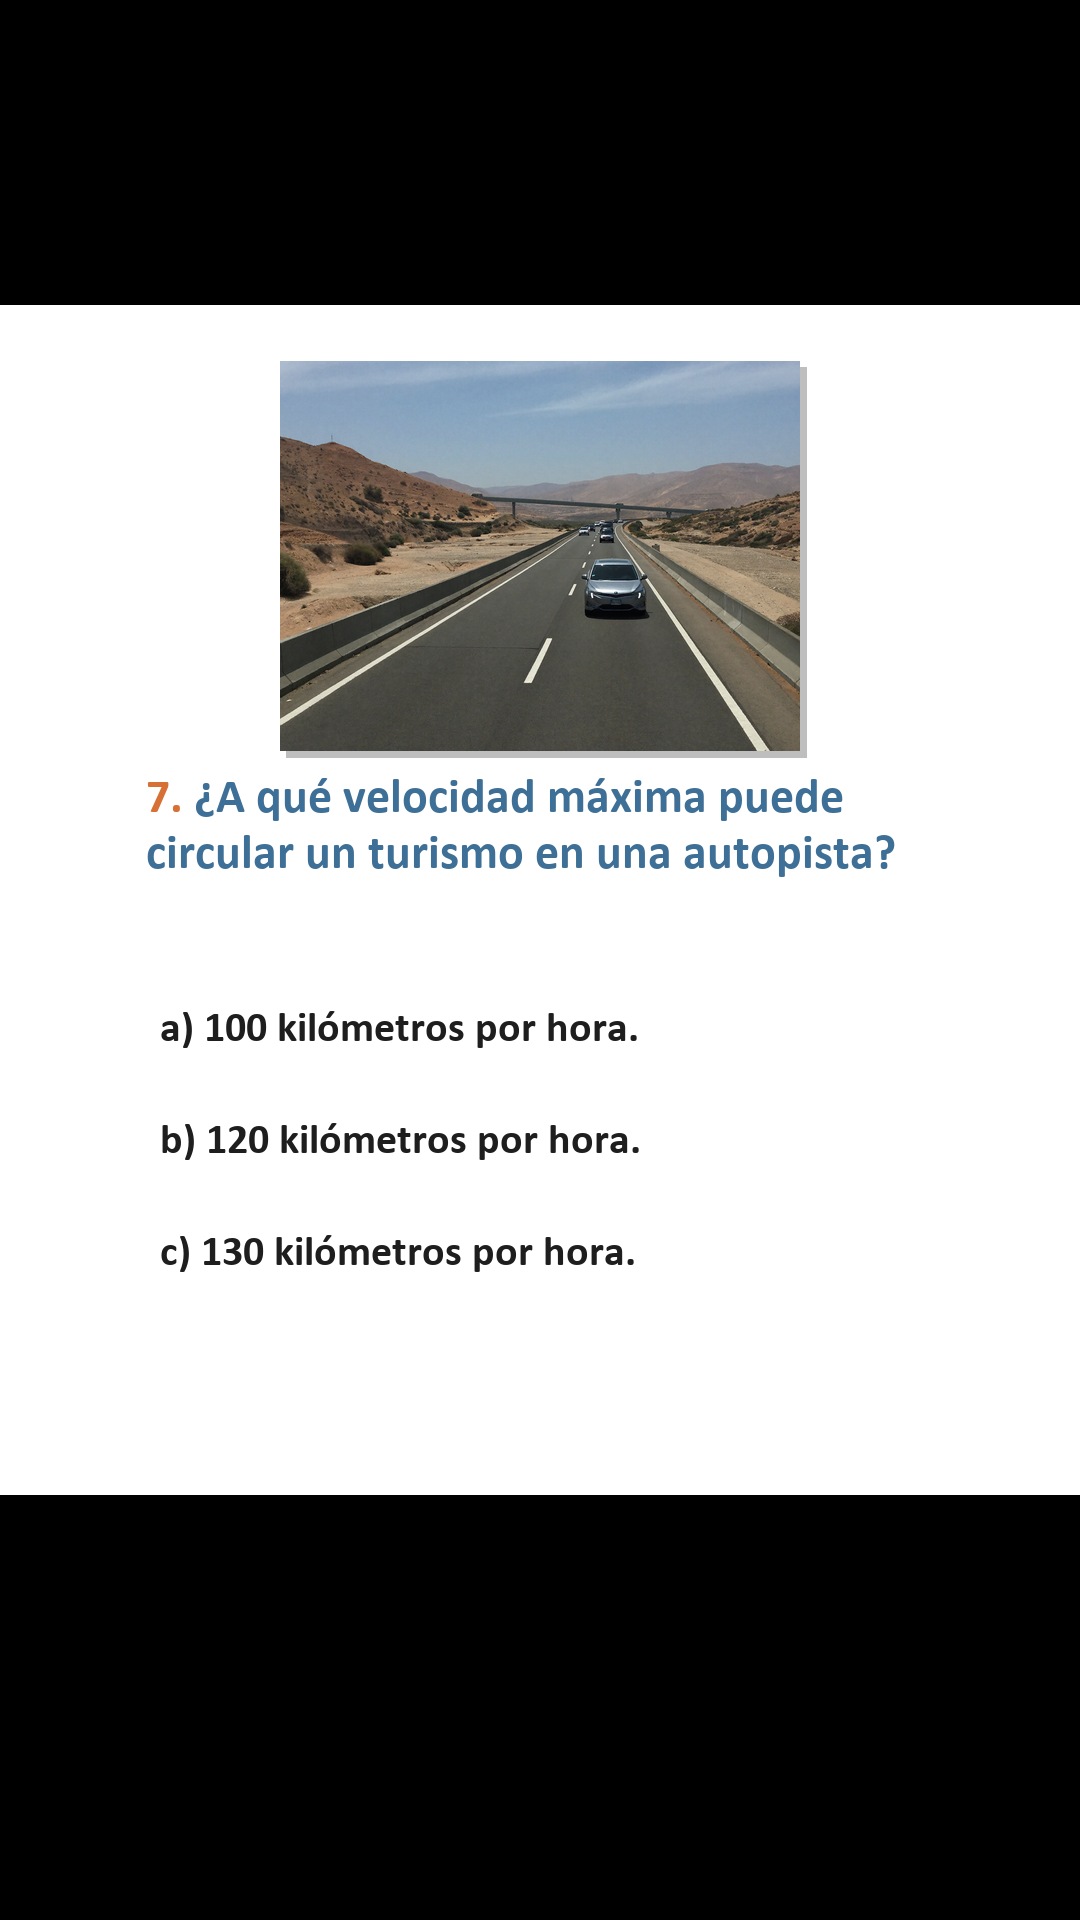 7. ¿A qué velocidad máxima puede
circular un turismo en una autopista?
a) 100 kilómetros por hora.
b) 120 kilómetros por hora.
c) 130 kilómetros por hora.